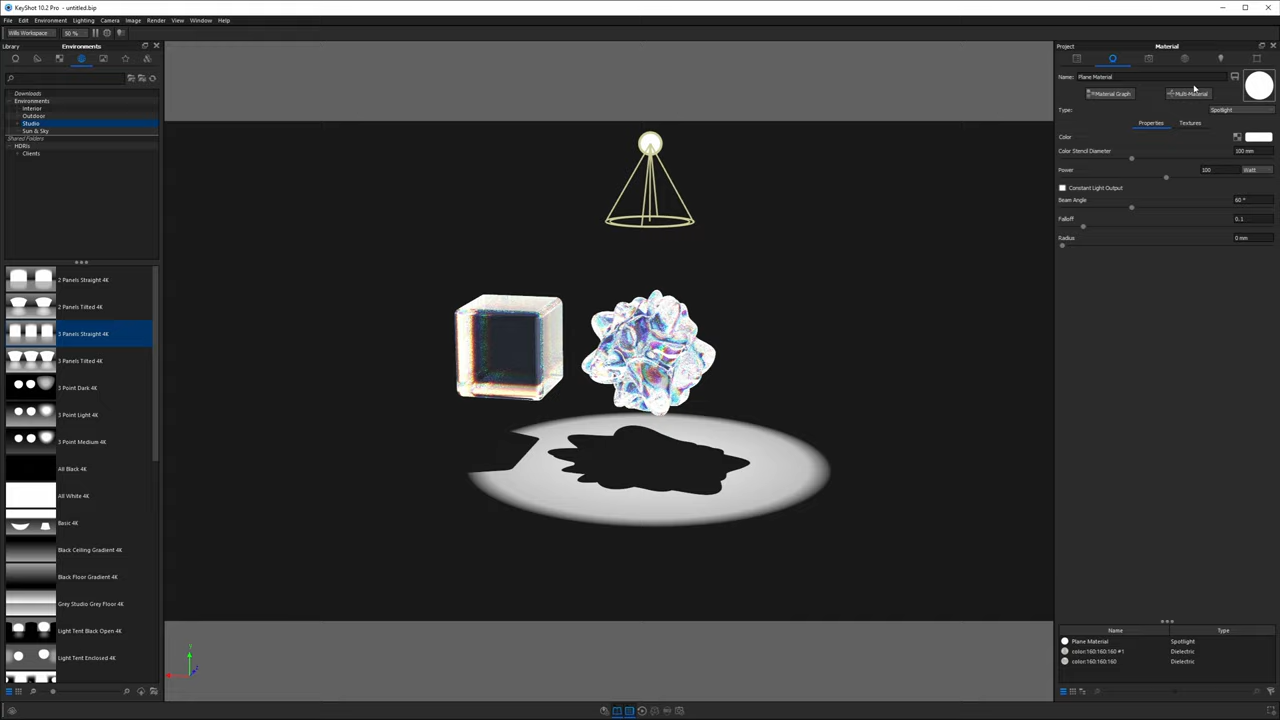 KeyShot 10.2 Pro - untitled.bip
File Edit Environment Lighting Camera Image Render View Window Help
Wills Workspace 50 %
Library Environments
Downloads
Environments
Interior
Outdoor
Studio
Sun & Sky
Shared Folders
HDRIs
Clients
2 Panels Straight 4K
2 Panels Tilted 4K
3 Panels Straight 4K
3 Panels Tilted 4K
3 Point Dark 4K
3 Point Light 4K
3 Point Medium 4K
All Black 4K
All White 4K
Basic 4K
Black Ceiling Gradient 4K
Black Floor Gradient 4K
Grey Studio Grey Floor 4K
Light Tent Black Open 4K
Light Tent Enclosed 4K
Y
Project Material
Name: Plane Material
Material Graph Multi-Material
Type: Spotlight
Properties Textures
Color
Color Stencil Diameter 100 mm
Power 100 Watt
Constant Light Output
Beam Angle 60 °
Falloff 0.1
Radius 0 mm
Name Type
Plane Material Spotlight
color:160:160:160 #1 Dielectric
color:160:160:160 Dielectric